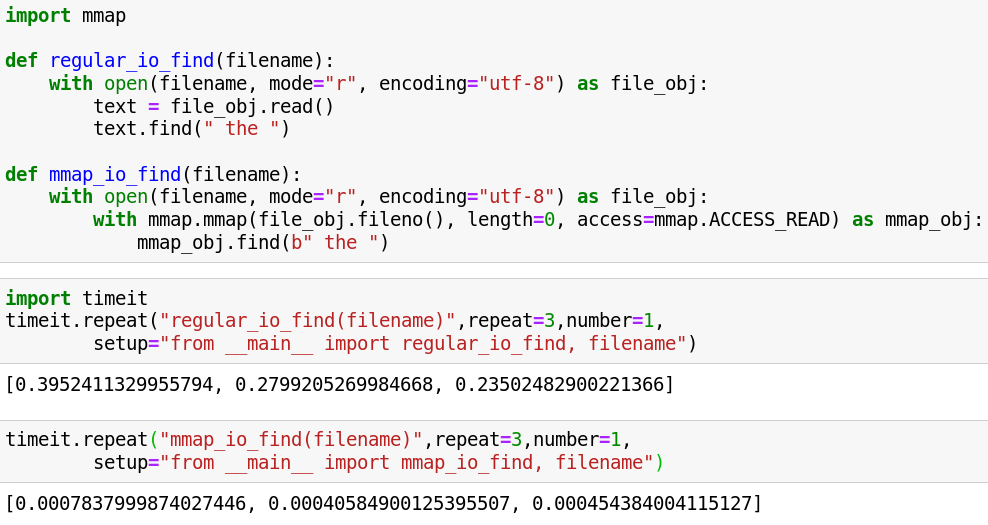 import mmap
def regular_io_find(filename):
    with open(filename, mode="r", encoding="utf-8") as file_obj:
        text = file_obj.read()
        text.find(" the ")
def mmap_io_find(filename):
    with open(filename, mode="r", encoding="utf-8") as file_obj:
        with mmap.mmap(file_obj.fileno(), length=0, access=mmap.ACCESS_READ) as mmap_obj:
            mmap_obj.find(b" the ")
import timeit
timeit.repeat("regular_io_find(filename)",repeat=3,number=1,
        setup="from __main__ import regular_io_find, filename")
[0.3952411329955794, 0.2799205269984668, 0.23502482900221366]
timeit.repeat("mmap_io_find(filename)",repeat=3,number=1,
        setup="from __main__ import mmap_io_find, filename")
[0.0007837999874027446, 0.00040584900125395507, 0.000454384004115127]